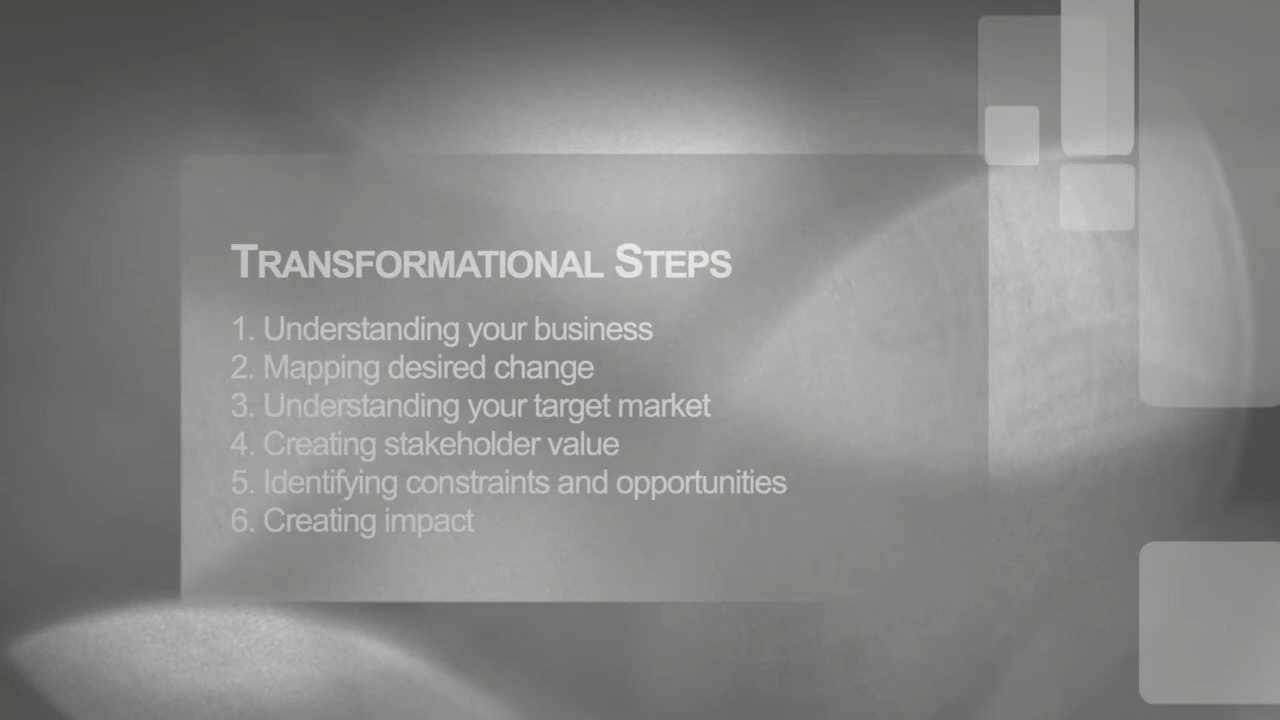 TRANSFORMATIONAL STEPS
1. Understanding your business
2. Mapping desired change
3. Understanding your target market
4. Creating stakeholder value
5. Identifying constraints and opportunities
6. Creating impact